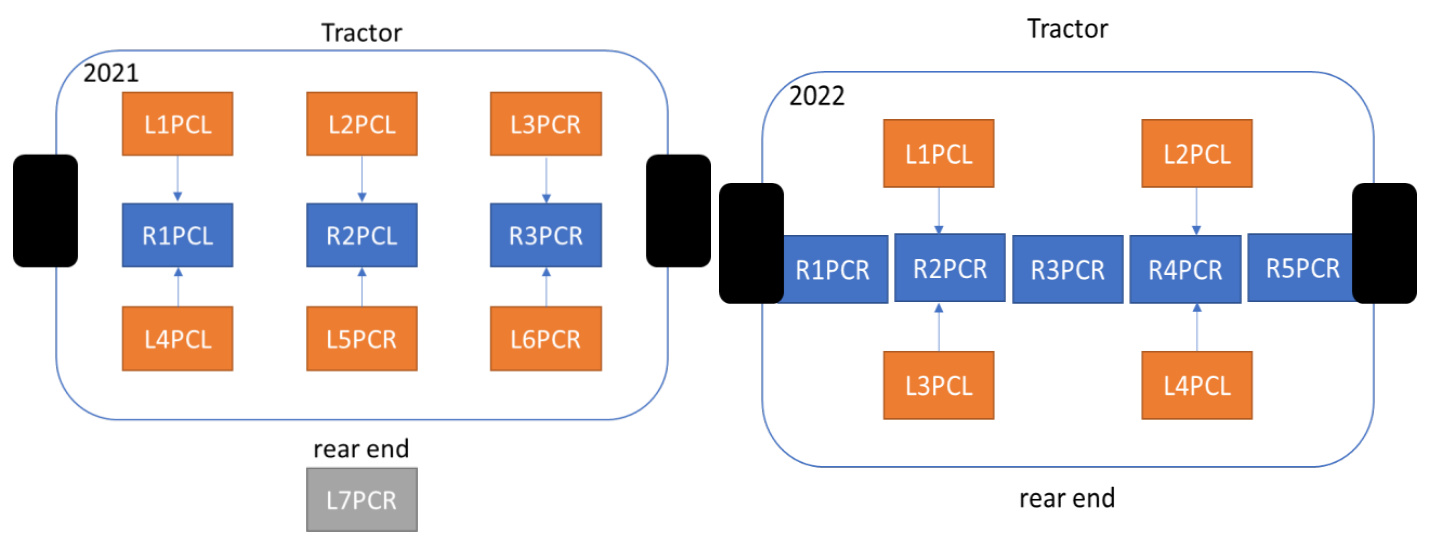 Tractor
2021
L1PCL L2PCL L3PCR
R1PCL R2PCL R3PCR
L4PCL L5PCR L6PCR
rear end
L7PCR
Tractor
2022
L1PCL L2PCL
R1PCR R2PCR R3PCR R4PCR R5PCR
L3PCL L4PCL
rear end